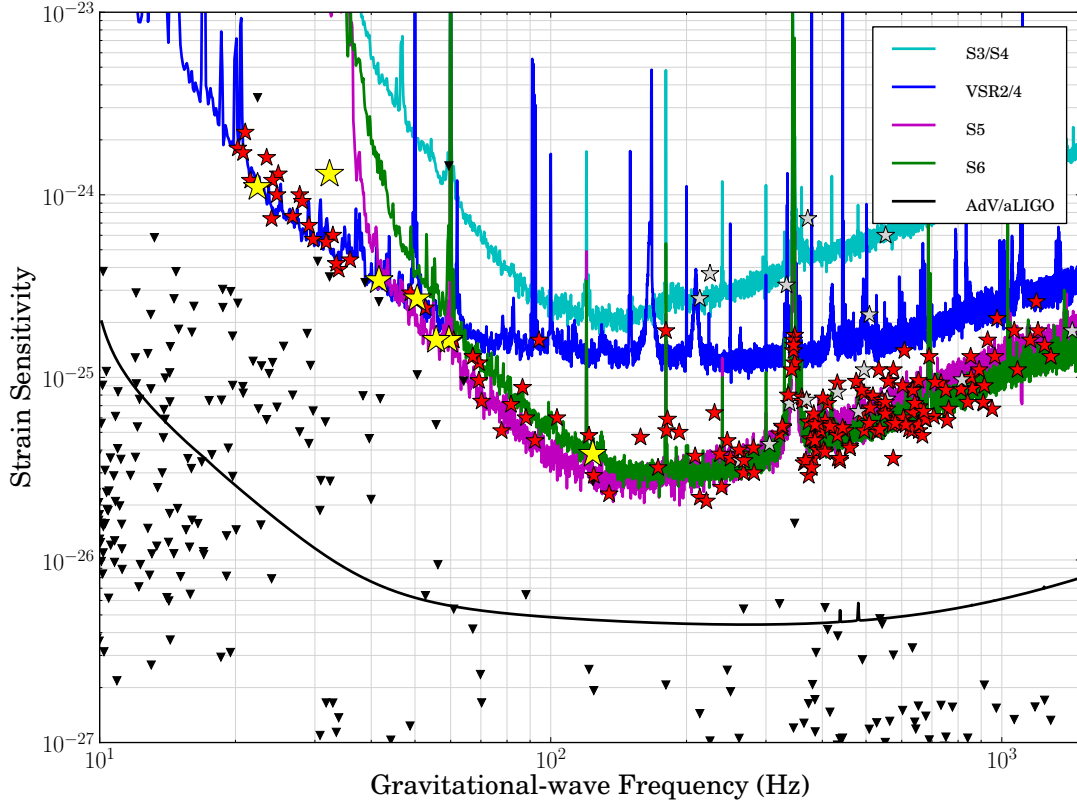 10^-23
10^-24
10^-25
10^-26
10^-27
Strain Sensitivity
S3/S4
VSR2/4
S5
S6
AdV/aLIGO
10^1
10^2
10^3
Gravitational-wave Frequency (Hz)